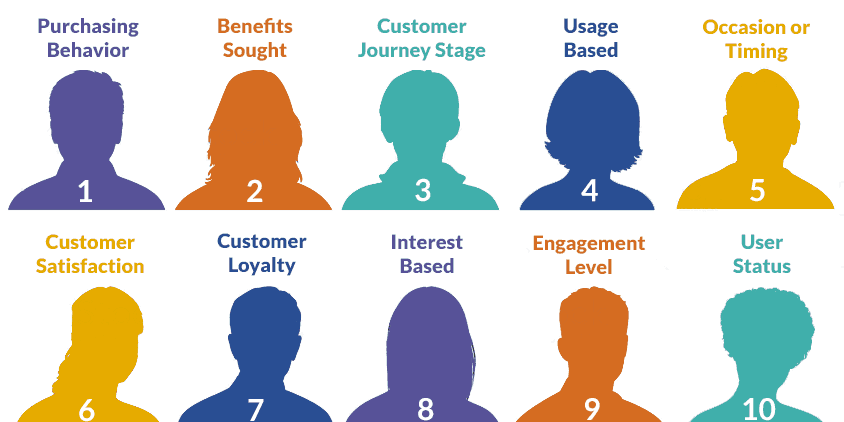 Purchasing
Behavior
1
Benefits
Sought
2
Customer
Journey Stage
3
Usage
Based
4
Occasion or
Timing
5
Customer
Satisfaction
6
Customer
Loyalty
7
Interest
Based
8
Engagement
Level
9
User
Status
10